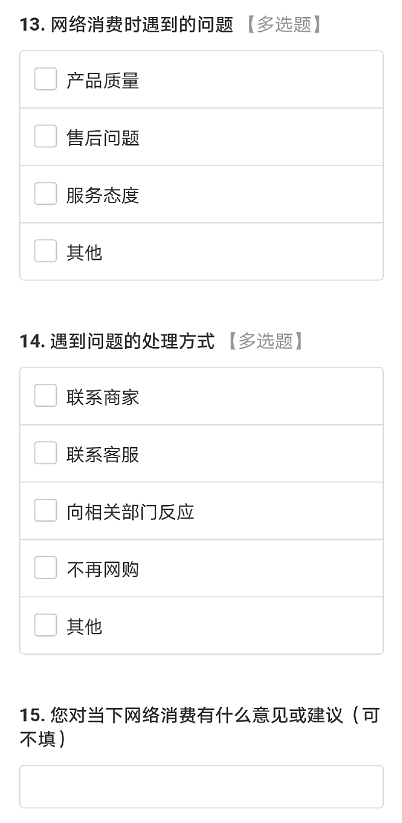 13. 网络消费时遇到的问题 【多选题】
产品质量
售后问题
服务态度
其他
14. 遇到问题的处理方式 【多选题】
联系商家
联系客服
向相关部门反应
不再网购
其他
15. 您对当下网络消费有什么意见或建议（可
不填）